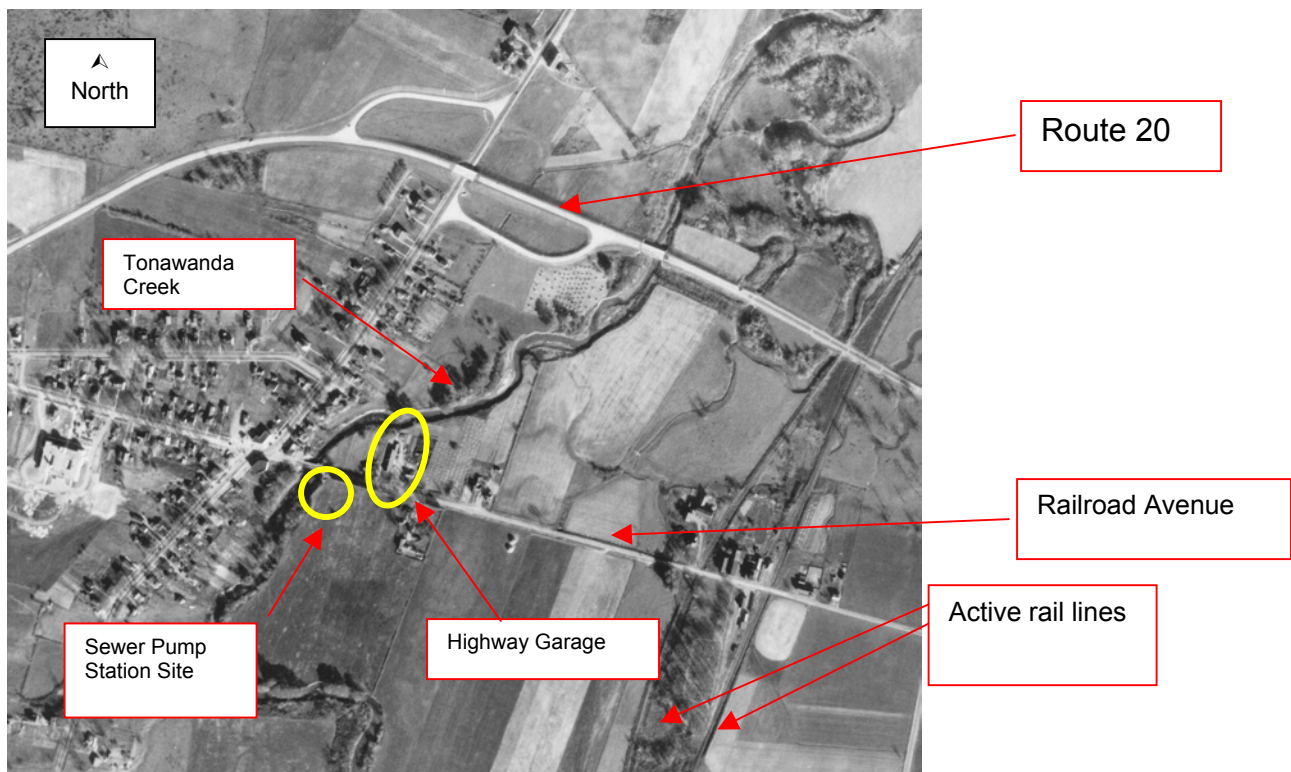 North
Route 20
Tonawanda
Creek
Railroad Avenue
Active rail lines
Highway Garage
Sewer Pump
Station Site